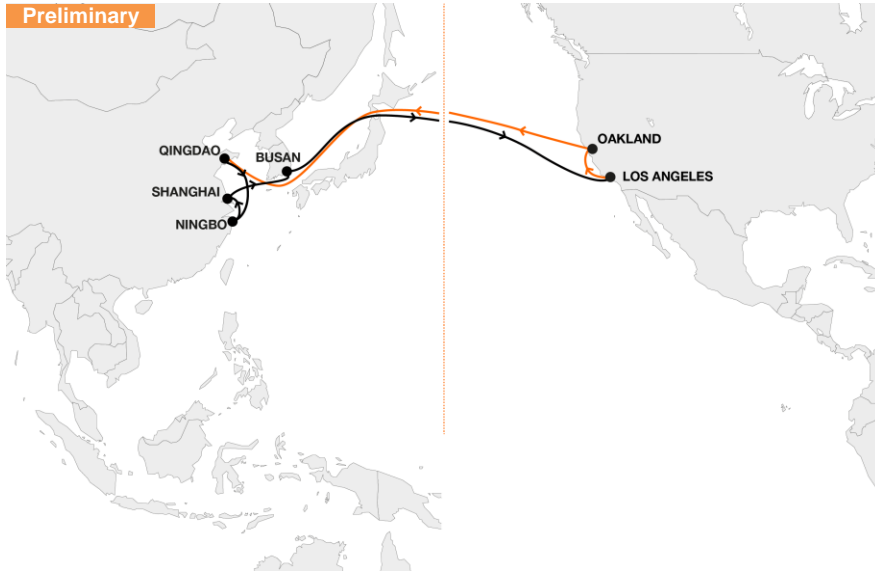 Preliminary
QINGDAO
BUSAN
SHANGHAI
NINGBO
OAKLAND
LOS ANGELES